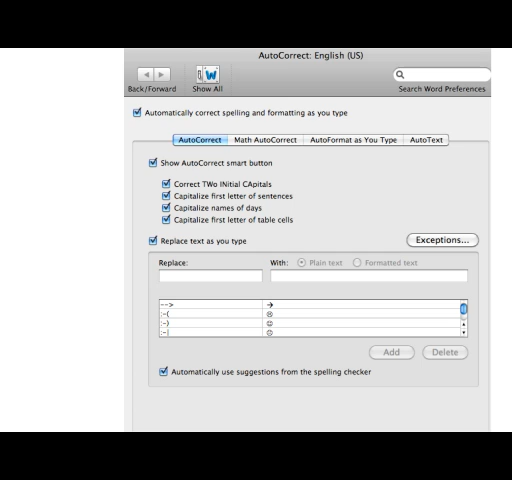 AutoCorrect: English (US)
Back/Forward Show All Search Word Preferences
Automatically correct spelling and formatting as you type
AutoCorrect Math AutoCorrect AutoFormat as You Type AutoText
Show AutoCorrect smart button
Correct TWo INitial CApitals
Capitalize first letter of sentences
Capitalize names of days
Capitalize first letter of table cells
Replace text as you type Exceptions...
Replace: With: Plain text Formatted text
--> →
:-( ☹
:-) ☺
:-| 😐
Add Delete
Automatically use suggestions from the spelling checker